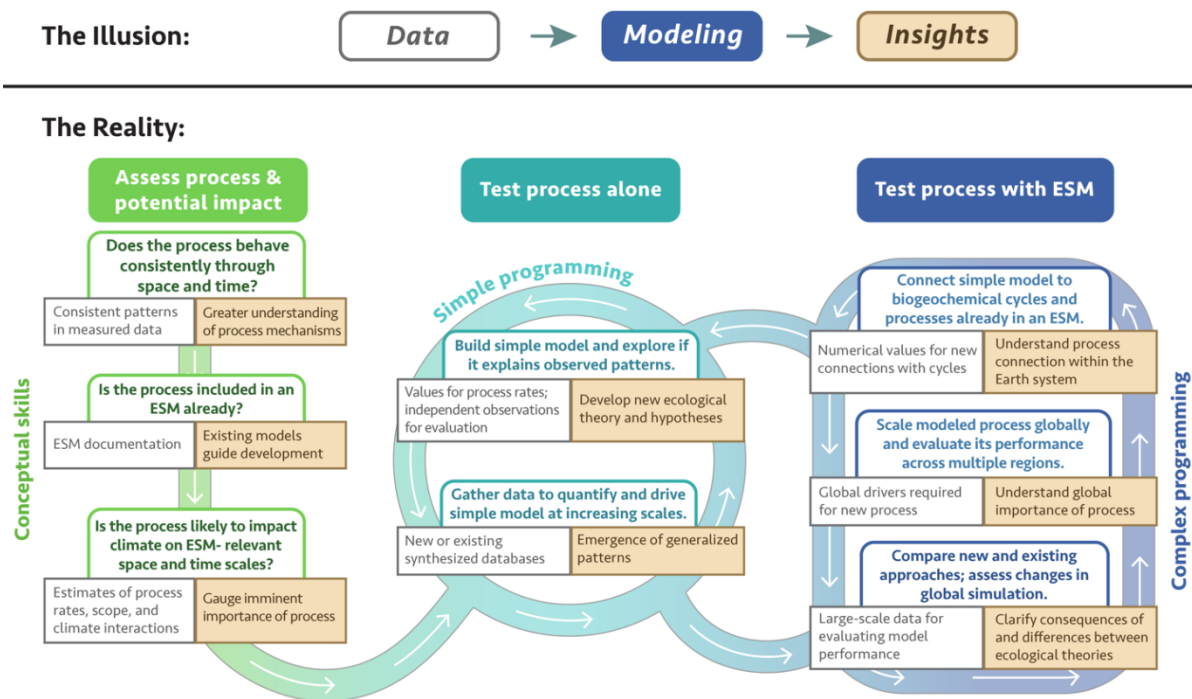 The Illusion:
Data
Modeling
Insights
The Reality:
Assess process &
potential impact
Does the process behave
consistently through
space and time?
Consistent patterns
in measured data
Greater understanding
of process mechanisms
Is the process included in an
ESM already?
ESM documentation
Existing models
guide development
Is the process likely to impact
climate on ESM- relevant
space and time scales?
Estimates of process
rates, scope, and
climate interactions
Gauge imminent
importance of process
Conceptual skills
Test process alone
Simple programming
Build simple model and explore if
it explains observed patterns.
Values for process rates;
independent observations
for evaluation
Develop new ecological
theory and hypotheses
Gather data to quantify and drive
simple model at increasing scales.
New or existing
synthesized databases
Emergence of generalized
patterns
Test process with ESM
Connect simple model to
biogeochemical cycles and
processes already in an ESM.
Numerical values for new
connections with cycles
Understand process
connection within the
Earth system
Scale modeled process globally
and evaluate its performance
across multiple regions.
Global drivers required
for new process
Understand global
importance of process
Compare new and existing
approaches; assess changes in
global simulation.
Large-scale data for
evaluating model
performance
Clarify consequences of
and differences between
ecological theories
Complex programming